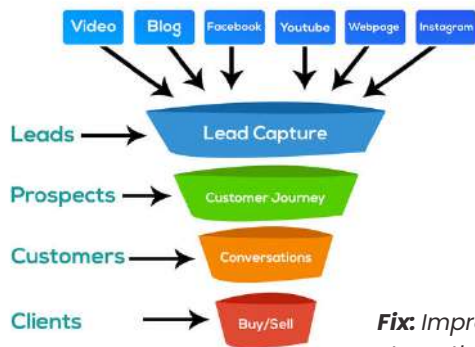 Video Blog Facebook Youtube Webpage Instagram
Leads Lead Capture
Prospects Customer Journey
Customers Conversations
Clients Buy/Sell
Fix: Impr